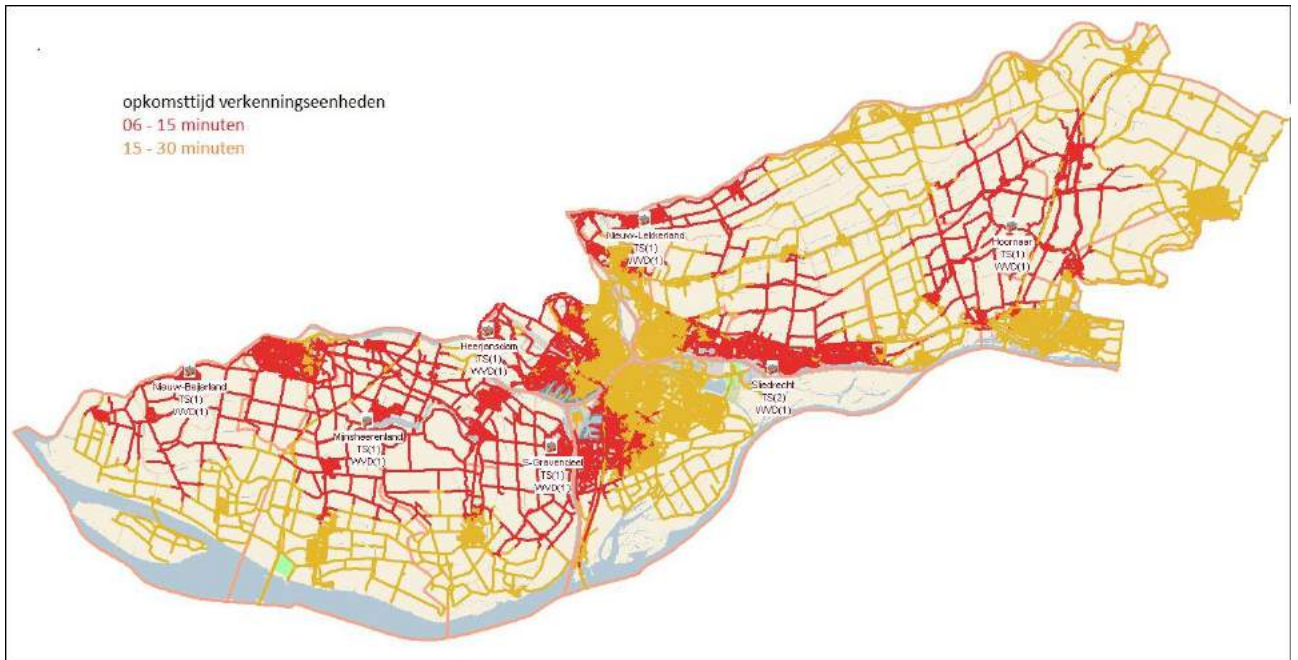 opkomsttijd verkenningseenheden
06 - 15 minuten
15 - 30 minuten
Nieuw-Lekkerland
TS(1)
WVD(1)
Hoornaar
TS(1)
WVD(1)
Heerjansdam
TS(1)
WVD(1)
Nieuw-Beijerland
TS(1)
WVD(1)
Sliedrecht
TS(2)
WVD(1)
Mijnsheerenland
TS(1)
WVD(1)
S-Gravendeel
TS(1)
WVD(1)